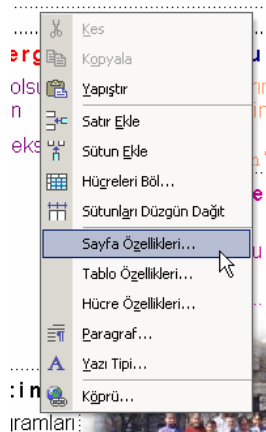 Kes
Kopyala
Yapıştır
Satır Ekle
Sütun Ekle
Hücreleri Böl...
Sütunları Düzgün Dağıt
Sayfa Özellikleri...
Tablo Özellikleri...
Hücre Özellikleri...
Paragraf...
Yazı Tipi...
Köprü...